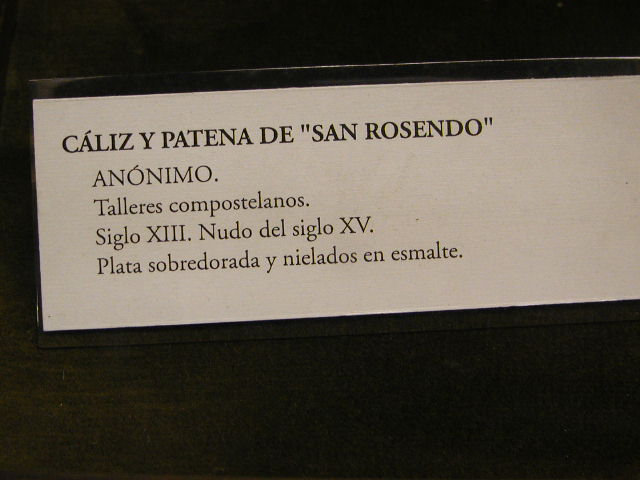 CÁLIZ Y PATENA DE "SAN ROSENDO"
ANÓNIMO.
Talleres compostelanos.
Siglo XIII. Nudo del siglo XV.
Plata sobredorada y nielados en esmalte.